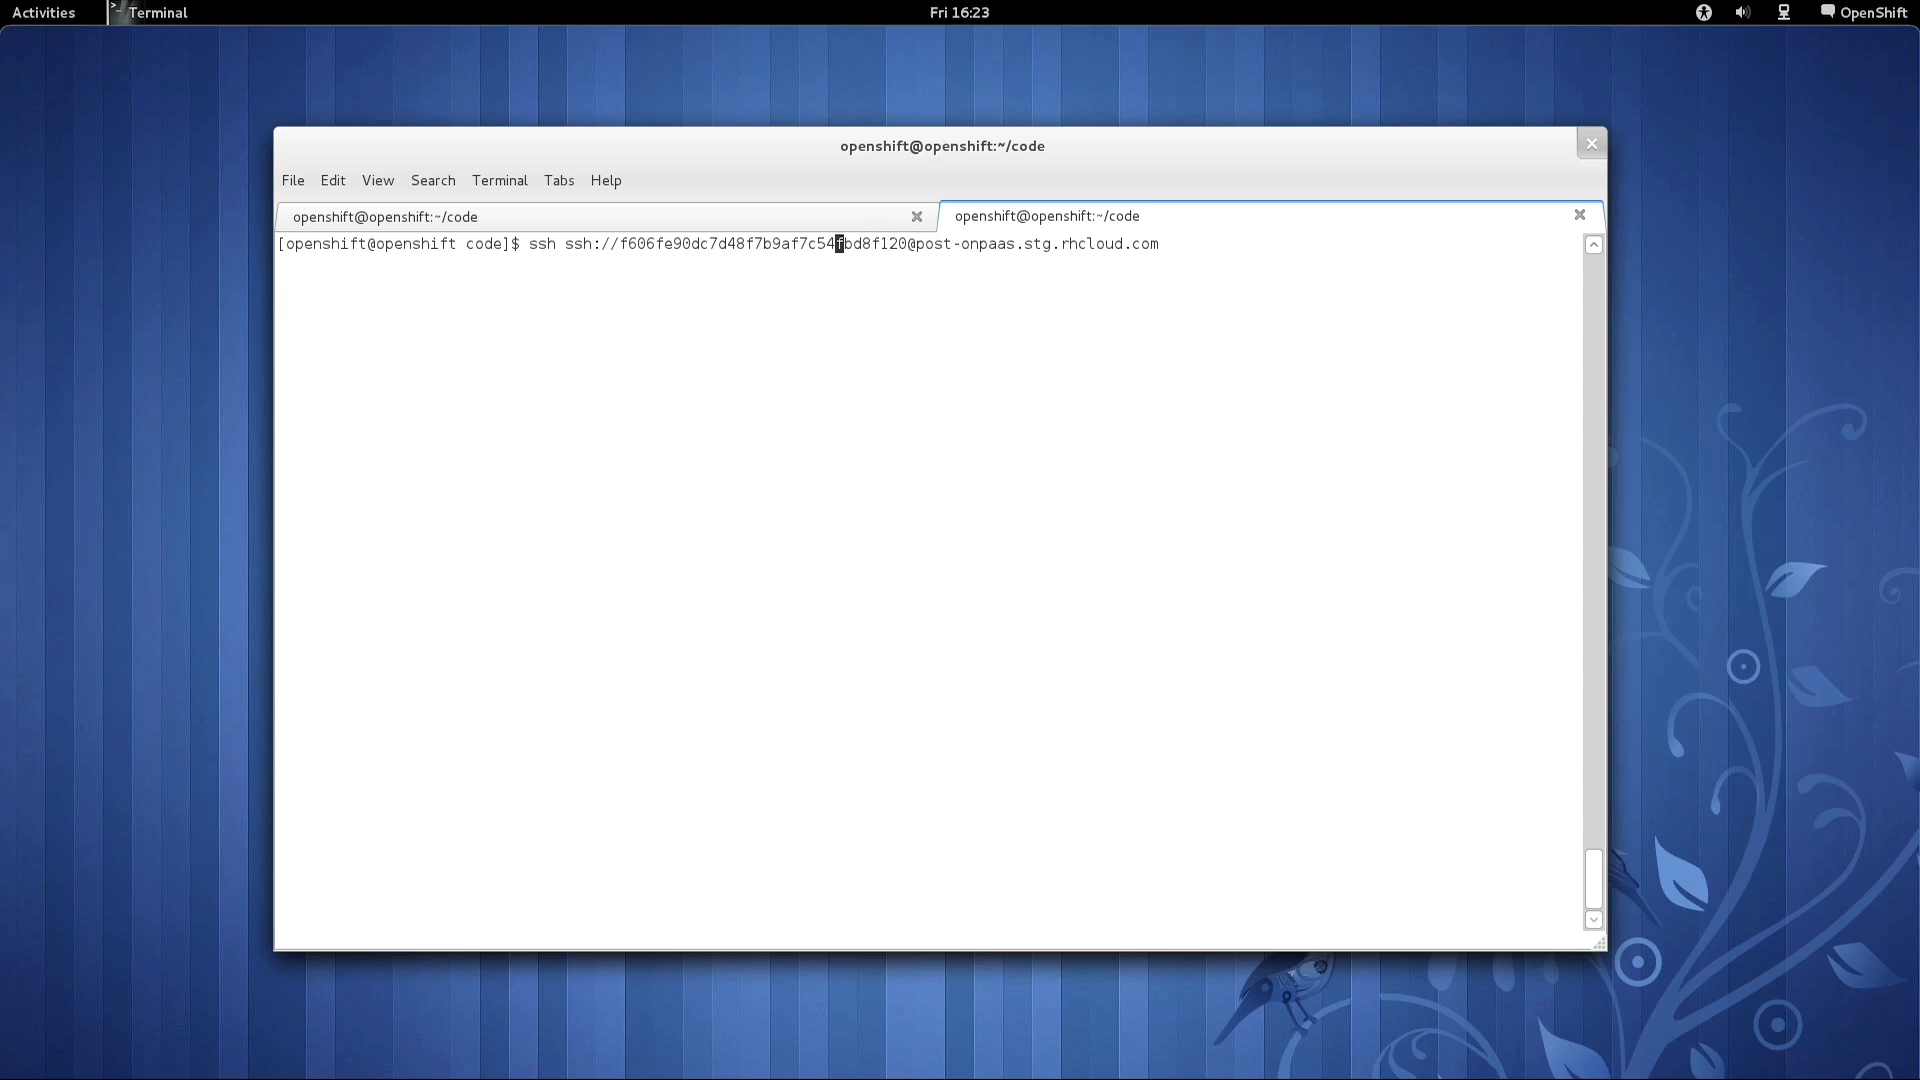 Activities
Terminal
Fri 16:23
OpenShift
openshift@openshift:~/code
File Edit View Search Terminal Tabs Help
openshift@openshift:~/code
openshift@openshift:~/code
[openshift@openshift code]$ ssh ssh://f606fe90dc7d48f7b9af7c54fbd8f120@post-onpaas.stg.rhcloud.com